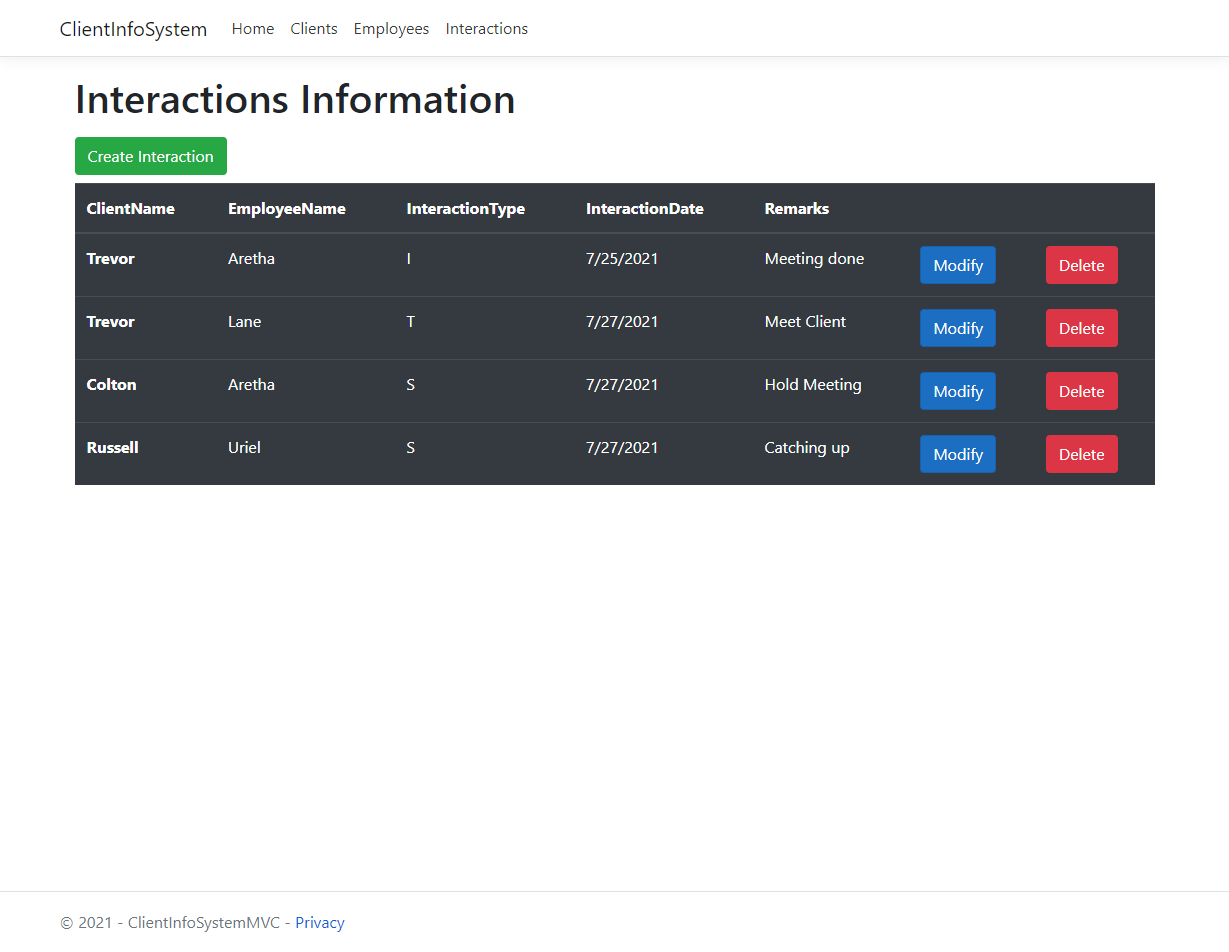 ClientInfoSystem Home Clients Employees Interactions
Interactions Information
Create Interaction
ClientName EmployeeName InteractionType InteractionDate Remarks
Trevor Aretha I 7/25/2021 Meeting done Modify Delete
Trevor Lane T 7/27/2021 Meet Client Modify Delete
Colton Aretha S 7/27/2021 Hold Meeting Modify Delete
Russell Uriel S 7/27/2021 Catching up Modify Delete
© 2021 - ClientInfoSystemMVC - Privacy